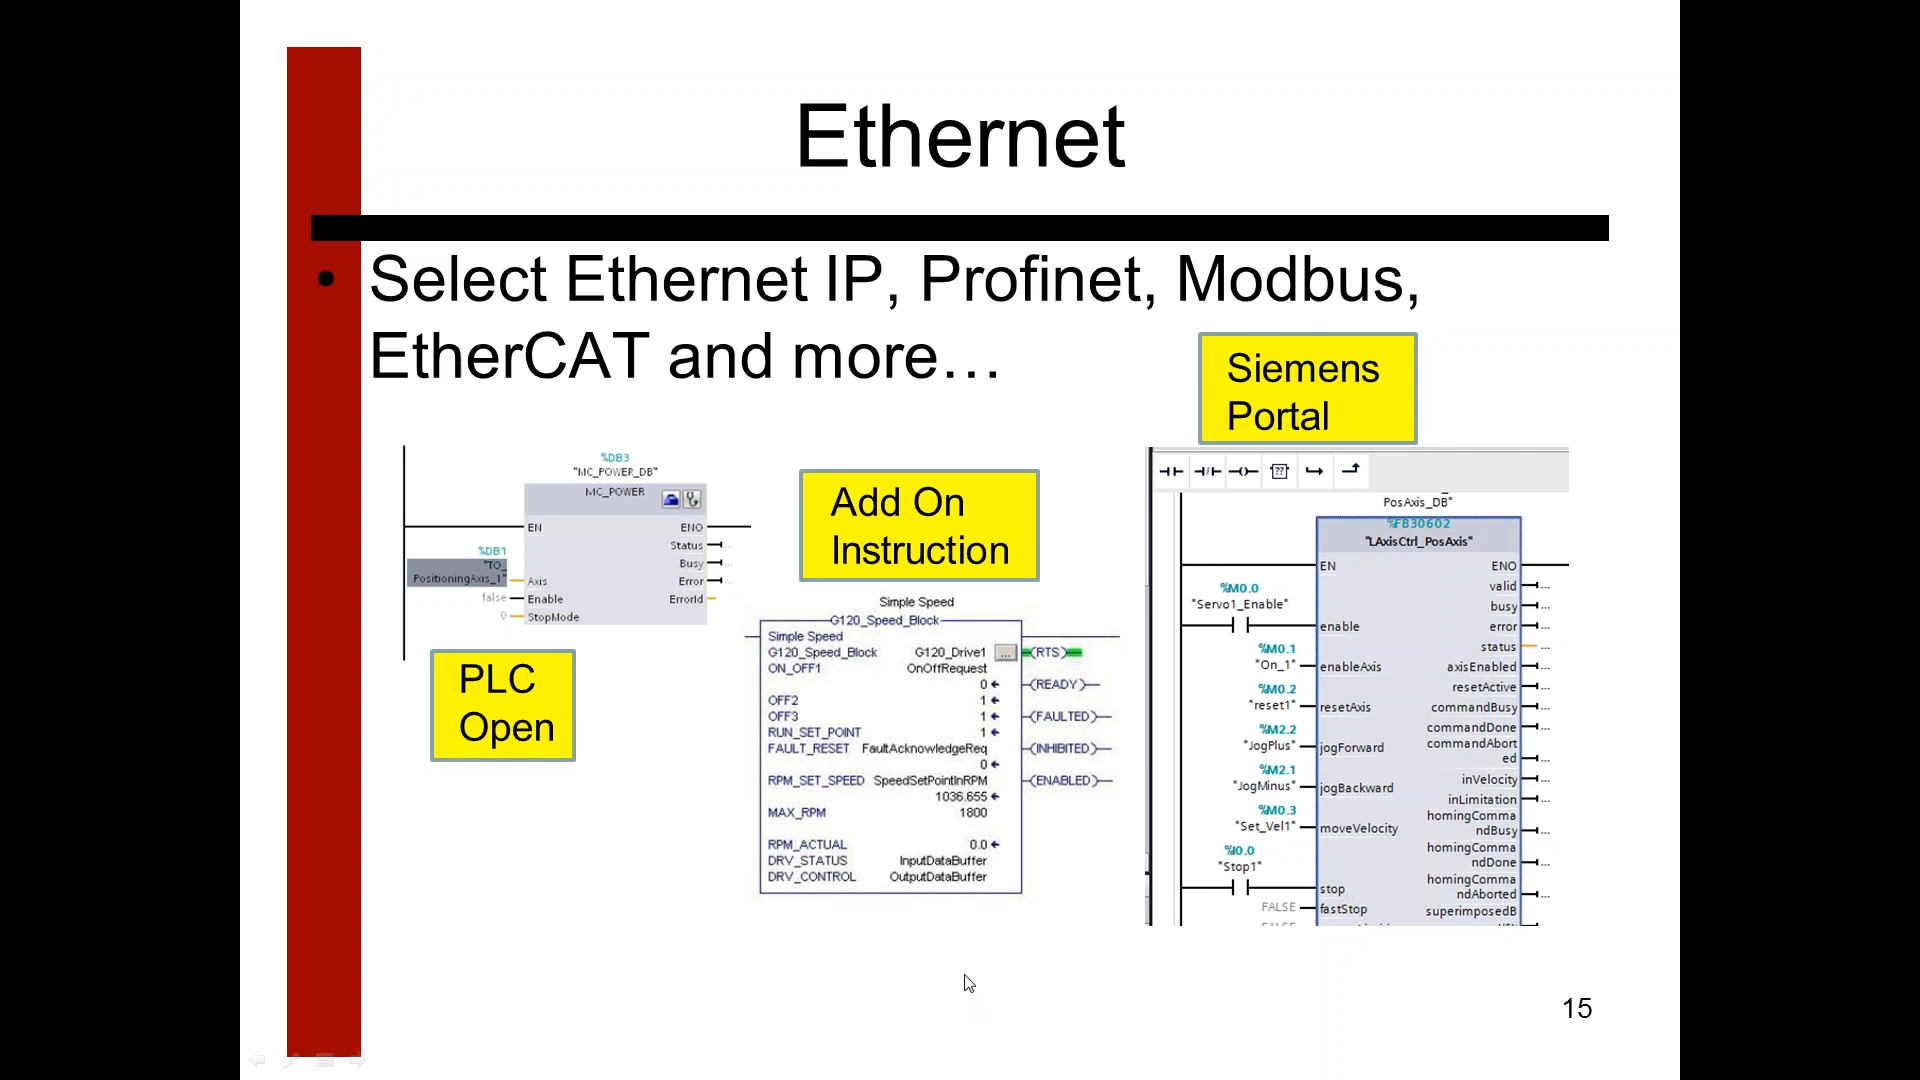 Ethernet
• Select Ethernet IP, Profinet, Modbus,
EtherCAT and more…
Siemens
Portal
%DB3
"MC_POWER_DB"
MC_POWER
EN
ENO
%DB1
"TO_
PositioningAxis_1"
Axis
false
Enable
0
StopMode
Status
Busy
Error
ErrorId
PLC
Open
Add On
Instruction
Simple Speed
G120_Speed_Block
Simple Speed
G120_Speed_Block G120_Drive1 ... (RTS)
ON_OFF1 OnOffRequest
0 (READY)
OFF2 1
OFF3 1 (FAULTED)
RUN_SET_POINT 1
FAULT_RESET FaultAcknowledgeReq (INHIBITED)
0
RPM_SET_SPEED SpeedSetPointInRPM (ENABLED)
1036.655
MAX_RPM 1800
RPM_ACTUAL 0.0
DRV_STATUS InputDataBuffer
DRV_CONTROL OutputDataBuffer
??
PosAxis_DB"
%FB30602
"LAxisCtrl_PosAxis"
EN
ENO
%M0.0
"Servo1_Enable"
enable
%M0.1
"On_1"
enableAxis
%M0.2
"reset1"
resetAxis
%M2.2
"JogPlus"
jogForward
%M2.1
"JogMinus"
jogBackward
%M0.3
"Set_Vel1"
moveVelocity
%I0.0
"Stop1"
stop
FALSE
fastStop
valid
busy
error
status
axisEnabled
resetActive
commandBusy
commandDone
commandAbort
ed
inVelocity
inLimitation
homingComma
ndBusy
homingComma
ndDone
homingComma
ndAborted
superimposedB
15